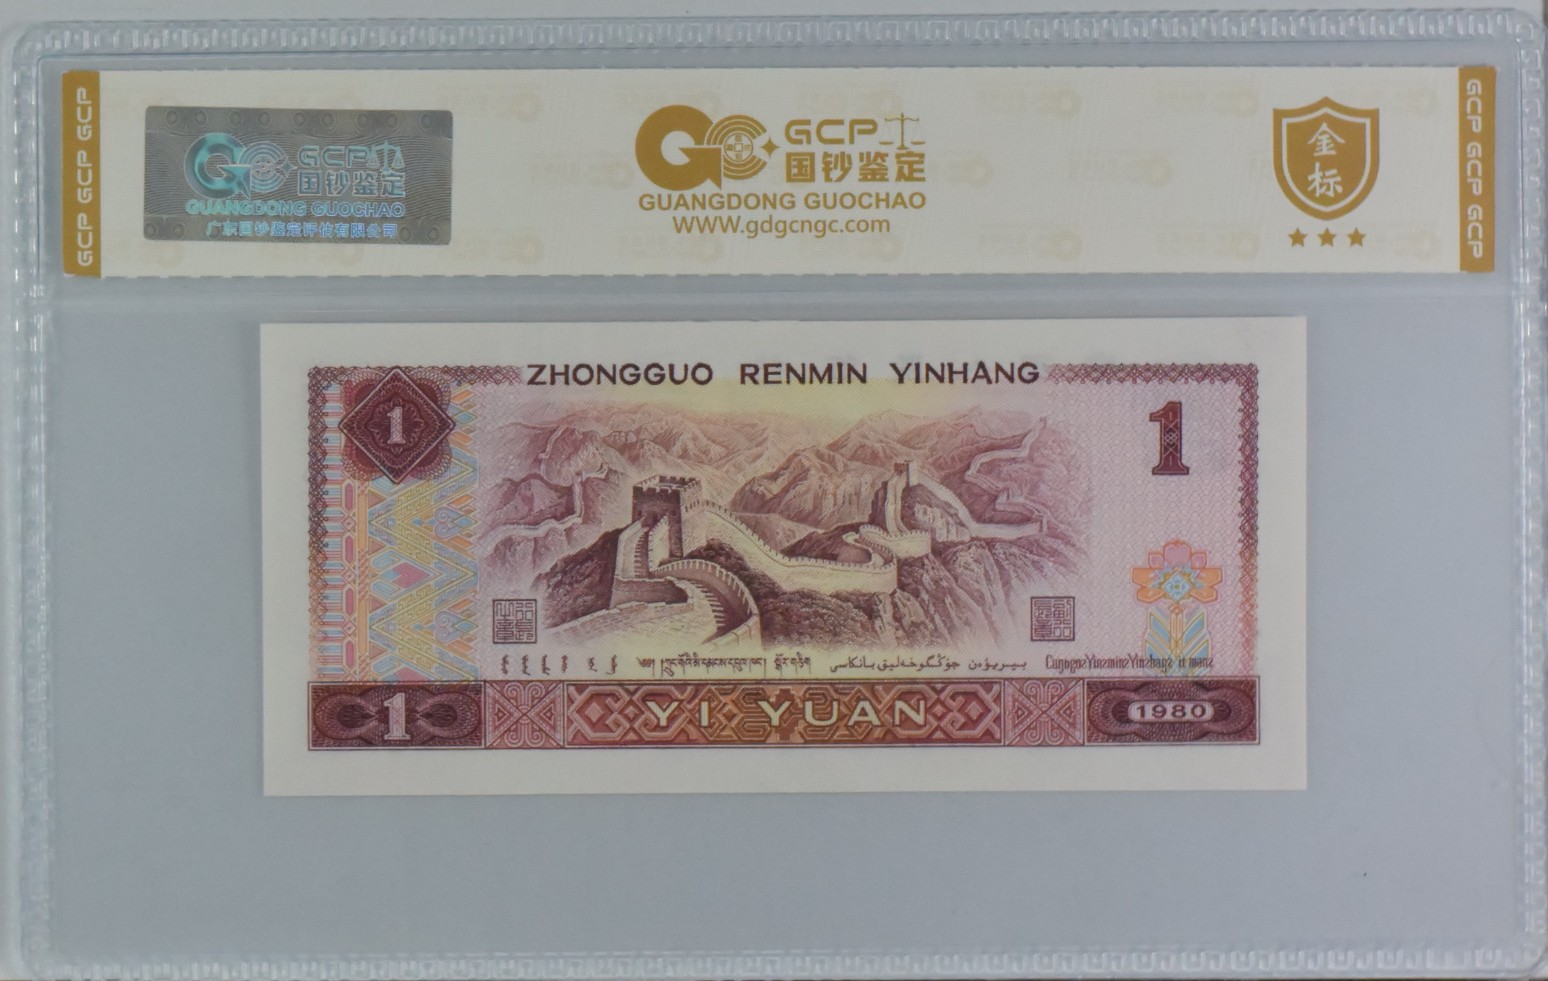 GCP GCP GCP
GCP
国钞鉴定
GUANGDONG GUOCHAO
广东国钞鉴定评估有限公司
GCP
国钞鉴定
GUANGDONG GUOCHAO
WWW.gdgcngc.com
金
标
GCP GCP GCP
ZHONGGUO RENMIN YINHANG
1
1
1
YI YUAN
1980